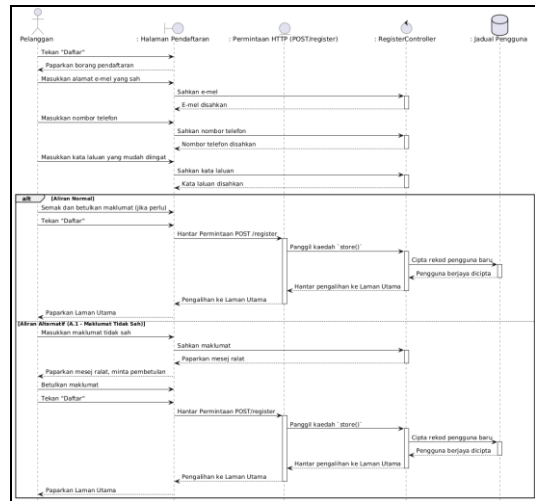 Pelanggan
: Halaman Pendaftaran
: Permintaan HTTP (POST/register)
: RegisterController
: Jadual Pengguna
Tekan "Daftar"
Paparkan borang pendaftaran
Masukkan alamat e-mel yang sah
Sahkan e-mel
E-mel disahkan
Masukkan nombor telefon
Sahkan nombor telefon
Nombor telefon disahkan
Masukkan kata laluan yang mudah diingat
Sahkan kata laluan
Kata laluan disahkan
alt [Aliran Normal]
Semak dan betulkan maklumat (jika perlu)
Tekan "Daftar"
Hantar Permintaan POST /register
Panggil kaedah `store()`
Cipta rekod pengguna baru
Pengguna berjaya dicipta
Hantar pengalihan ke Laman Utama
Pengalihan ke Laman Utama
Paparkan Laman Utama
[Aliran Alternatif (A.1 - Maklumat Tidak Sah)]
Masukkan maklumat tidak sah
Sahkan maklumat
Paparkan mesej ralat
Paparkan mesej ralat, minta pembetulan
Betulkan maklumat
Tekan "Daftar"
Hantar Permintaan POST/register
Panggil kaedah `store()`
Cipta rekod pengguna baru
Pengguna berjaya dicipta
Hantar pengalihan ke Laman Utama
Pengalihan ke Laman Utama
Paparkan Laman Utama